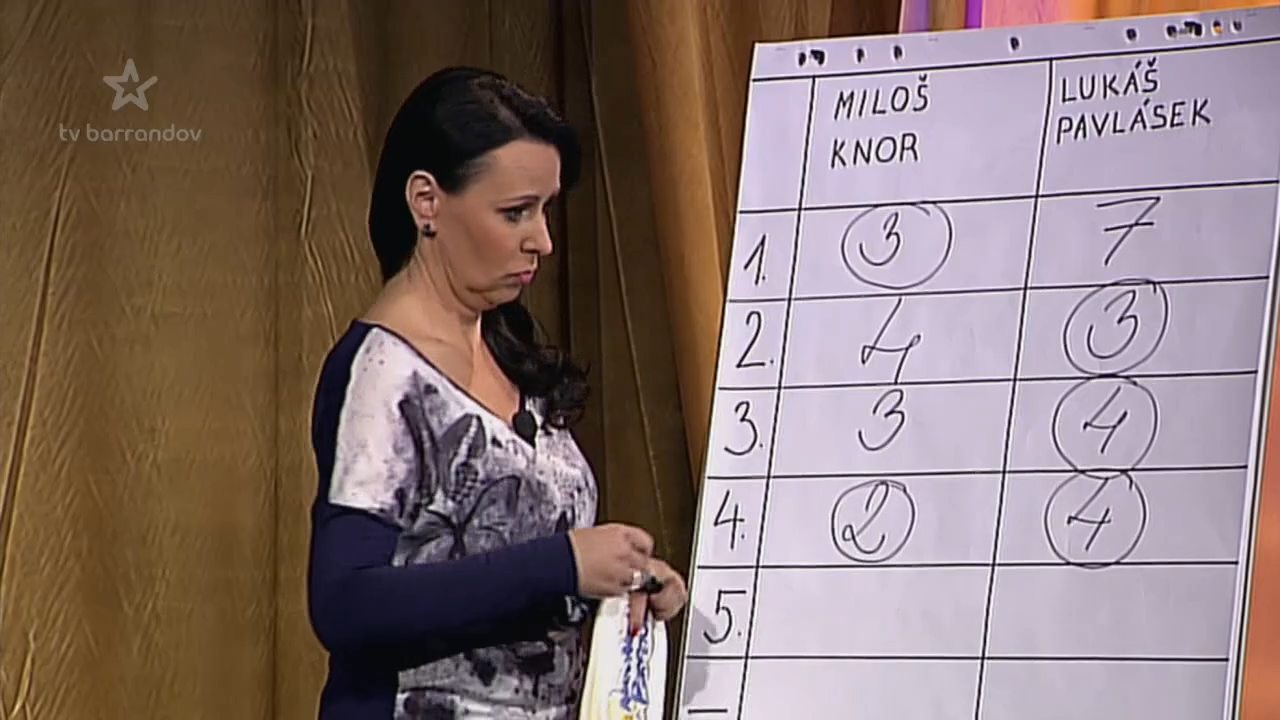 tv barrandov
MILOŠ
KNOR
LUKÁŠ
PAVLÁSEK
1. 3 7
2. 4 3
3. 3 4
4. 2 4
5.